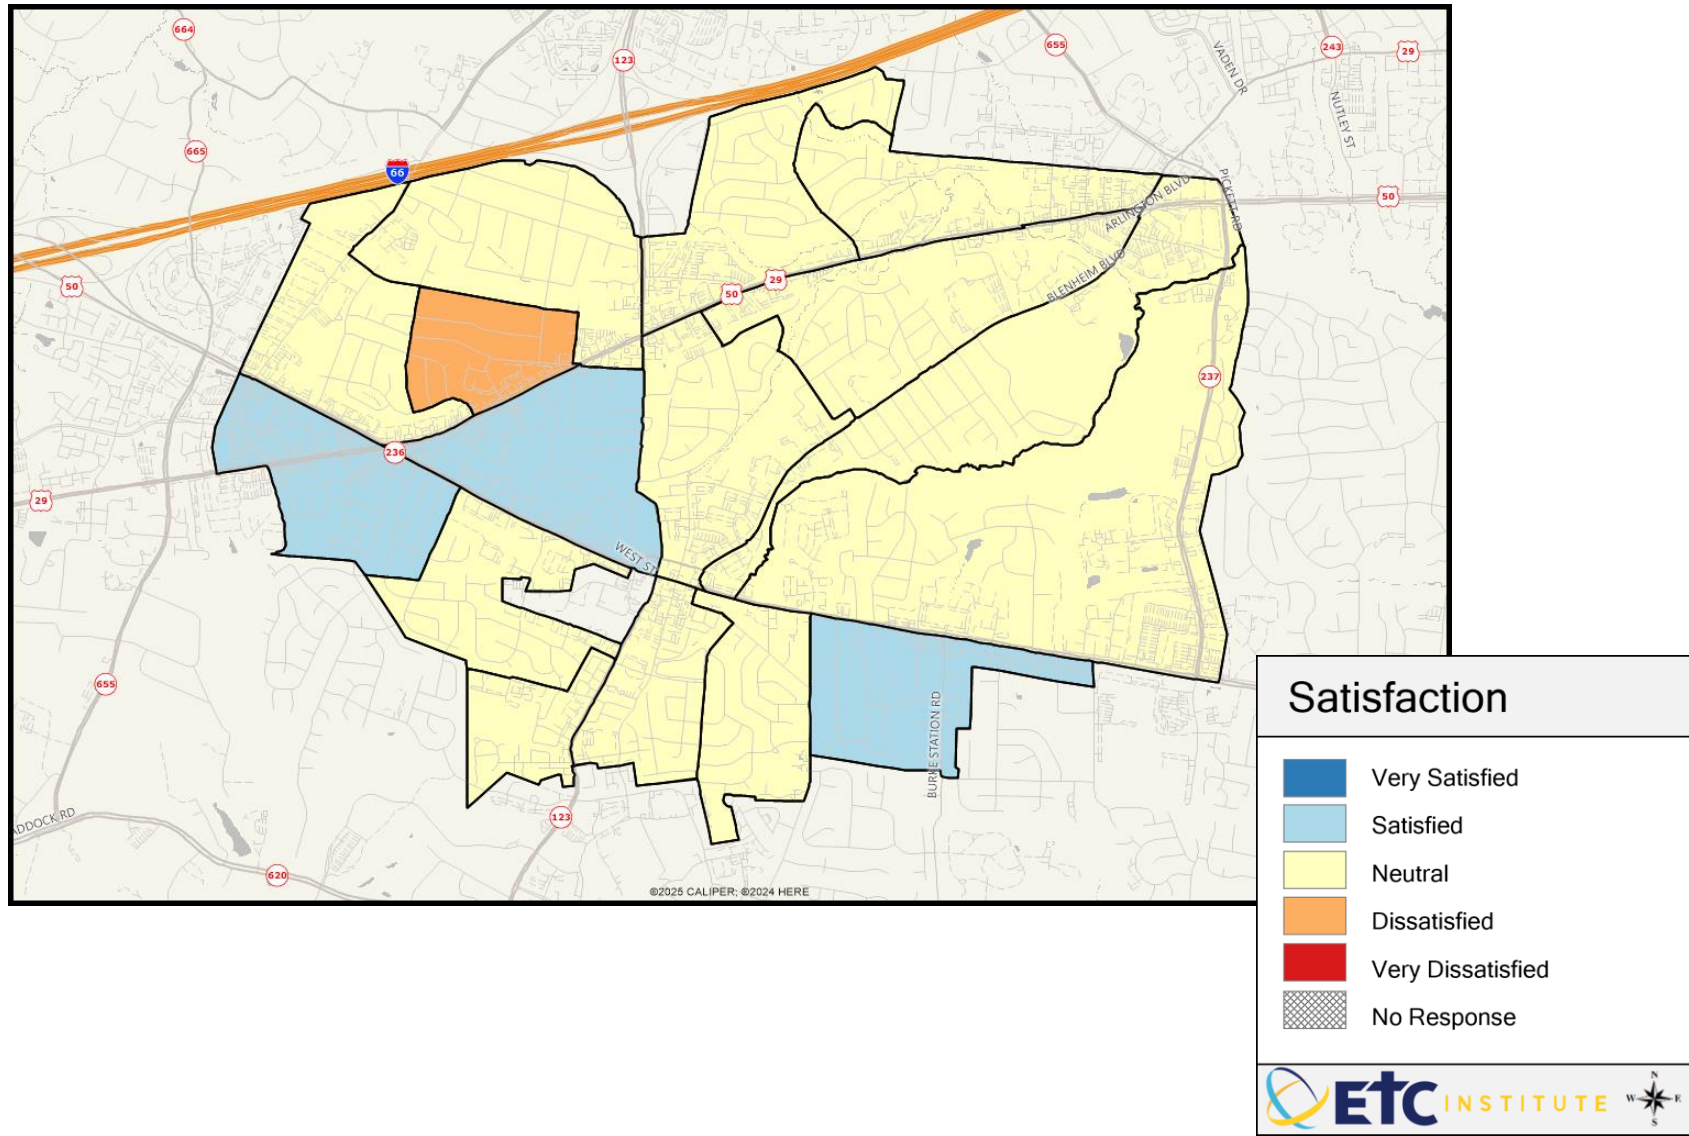 664
123
655
243
29
VADEN DR
NUTLEY ST
665
66
PICKETT RD
50
ARLINGTON BLVD
50
29
50
BLENHEIM BLVD
237
236
29
WEST ST
655
BURKE STATION RD
ADDOCK RD
123
620
©2025 CALIPER; ©2024 HERE
Satisfaction
Very Satisfied
Satisfied
Neutral
Dissatisfied
Very Dissatisfied
No Response
ETC INSTITUTE
N
W E
S